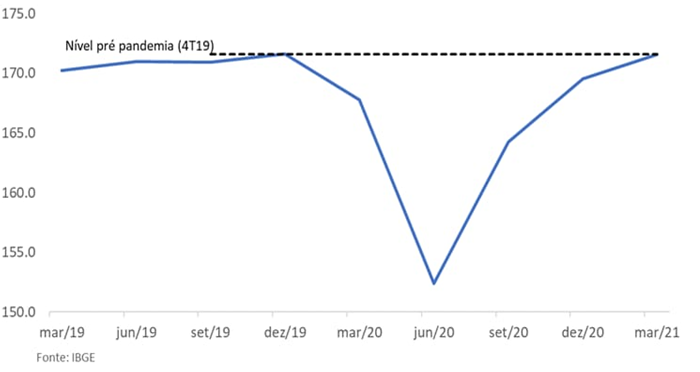 175.0
Nível pré pandemia (4T19)
170.0
165.0
160.0
155.0
150.0
mar/19 jun/19 set/19 dez/19 mar/20 jun/20 set/20 dez/20 mar/21
Fonte: IBGE